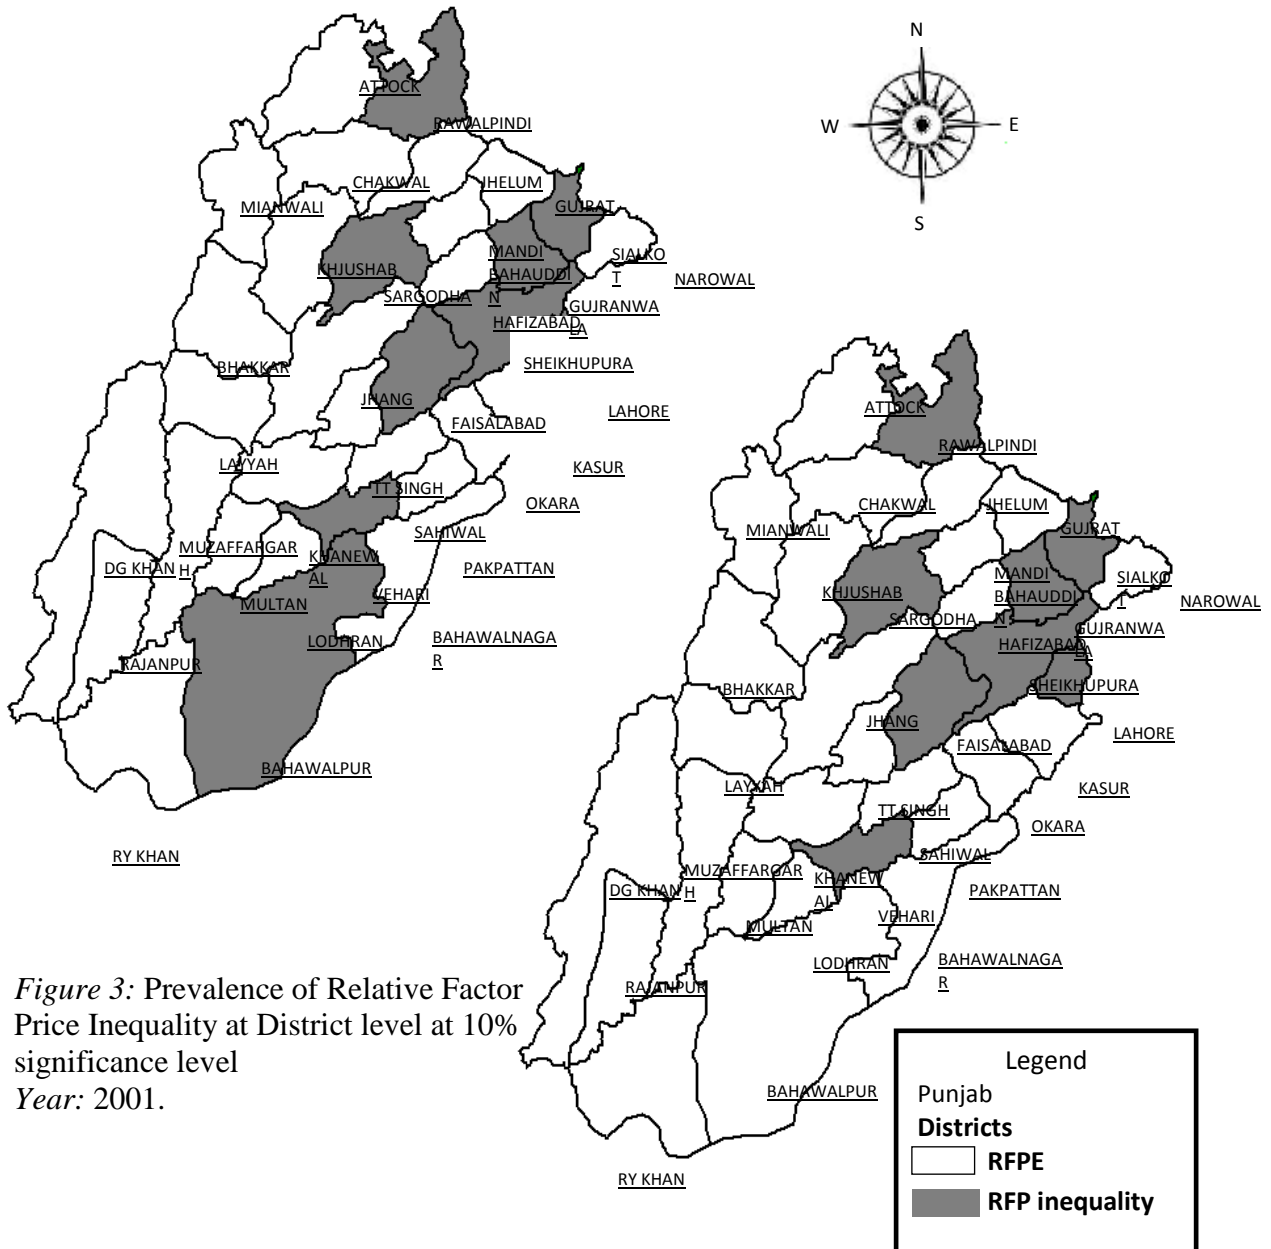 N
W
E
S
ATTOCK
RAWALPINDI
CHAKWAL
JHELUM
MIANWALI
GUJRAT
KHJUSHAB
MANDI
BAHAUDDI
N
SIALKO
T
NAROWAL
SARGODHA
GUJRANWA
LA
HAFIZABAD
BHAKKAR
SHEIKHUPURA
JHANG
LAHORE
FAISALABAD
LAYYAH
KASUR
TT SINGH
OKARA
SAHIWAL
MUZAFFARGAR
H
KHANEW
AL
DG KHAN
PAKPATTAN
MULTAN
VEHARI
LODHRAN
BAHAWALNAGA
R
RAJANPUR
BAHAWALPUR
RY KHAN
ATTOCK
RAWALPINDI
CHAKWAL
JHELUM
MIANWALI
GUJRAT
KHJUSHAB
MANDI
BAHAUDDI
N
SIALKO
T
NAROWAL
SARGODHA
GUJRANWA
LA
HAFIZABAD
BHAKKAR
SHEIKHUPURA
JHANG
LAHORE
FAISALABAD
LAYYAH
KASUR
TT SINGH
OKARA
SAHIWAL
MUZAFFARGAR
H
KHANEW
AL
DG KHAN
PAKPATTAN
MULTAN
VEHARI
LODHRAN
BAHAWALNAGA
R
RAJANPUR
BAHAWALPUR
RY KHAN
Figure 3: Prevalence of Relative Factor
Price Inequality at District level at 10%
significance level
Year: 2001.
Legend
Punjab
Districts
RFPE
RFP inequality